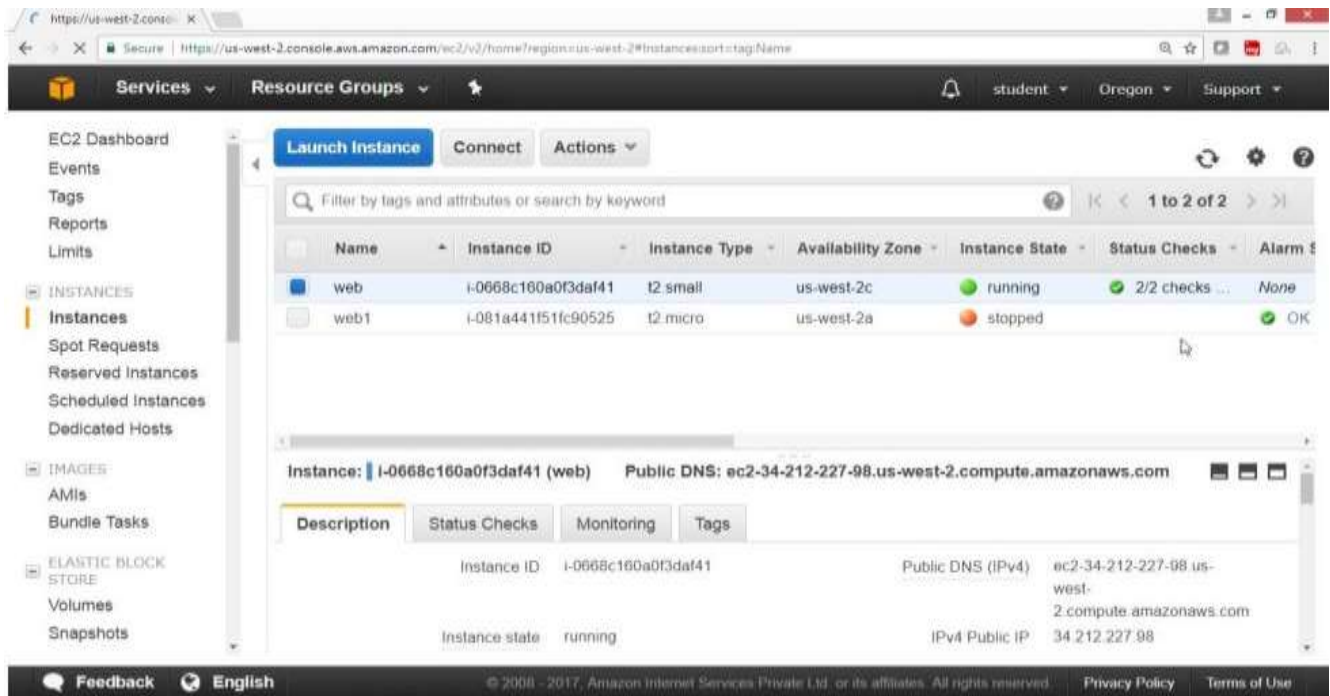 https://us-west-2.conso
Secure | https://us-west-2.console.aws.amazon.com/ec2/v2/home?region=us-west-2#Instances:sort=tag:Name
Services Resource Groups student Oregon Support
EC2 Dashboard
Events
Tags
Reports
Limits
INSTANCES
Instances
Spot Requests
Reserved Instances
Scheduled Instances
Dedicated Hosts
IMAGES
AMIs
Bundle Tasks
ELASTIC BLOCK
STORE
Volumes
Snapshots
Launch Instance Connect Actions
Filter by tags and attributes or search by keyword 1 to 2 of 2
Name Instance ID Instance Type Availability Zone Instance State Status Checks Alarm S
web i-0668c160a0f3daf41 t2.small us-west-2c running 2/2 checks ... None
web1 i-081a441f51fc90525 t2.micro us-west-2a stopped OK
Instance: i-0668c160a0f3daf41 (web) Public DNS: ec2-34-212-227-98.us-west-2.compute.amazonaws.com
Description Status Checks Monitoring Tags
Instance ID i-0668c160a0f3daf41 Public DNS (IPv4) ec2-34-212-227-98.us-
west-
2.compute.amazonaws.com
Instance state running IPv4 Public IP 34.212.227.98
Feedback English © 2008 - 2017, Amazon Internet Services Private Ltd. or its affiliates. All rights reserved. Privacy Policy Terms of Use